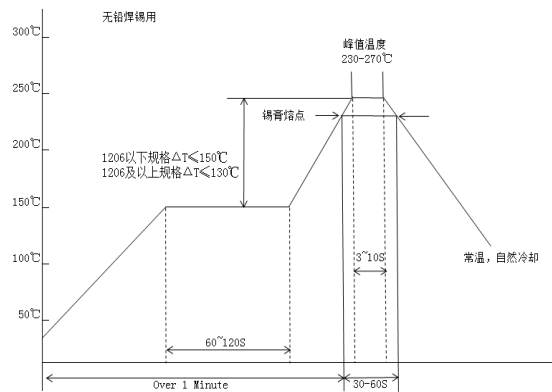 无铅焊锡用
300℃
峰值温度
230-270℃
250℃
锡膏熔点
230℃
1206以下规格△T≤150℃
1206及以上规格△T≤130℃
150℃
100℃
常温，自然冷却
3~10S
50℃
60~120S
Over 1 Minute
30-60S